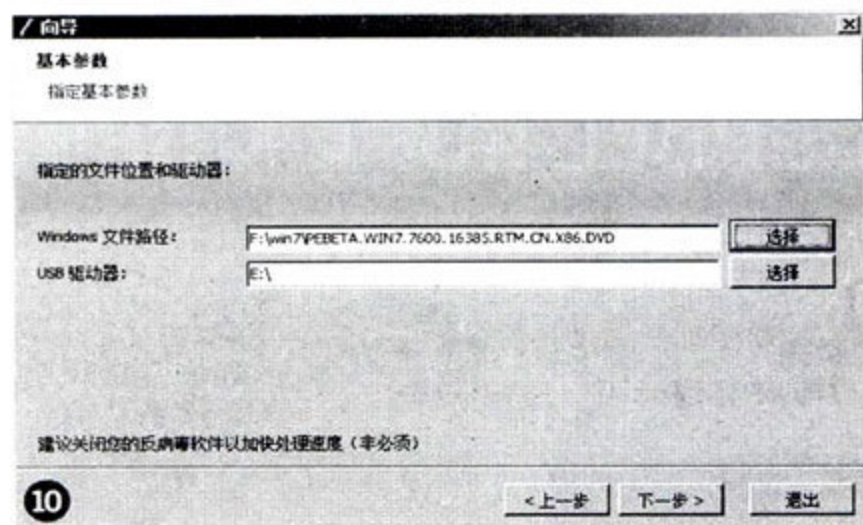 向导
基本参数
指定基本参数
指定的文件位置和驱动器：
Windows 文件路径： F:\win7\PEBETA.WIN7.7600.16385.RTM.CN.X86.DVD 选择
USB 驱动器： E:\ 选择
建议关闭您的反病毒软件以加快处理速度（非必须）
10 <上一步 下一步> 退出